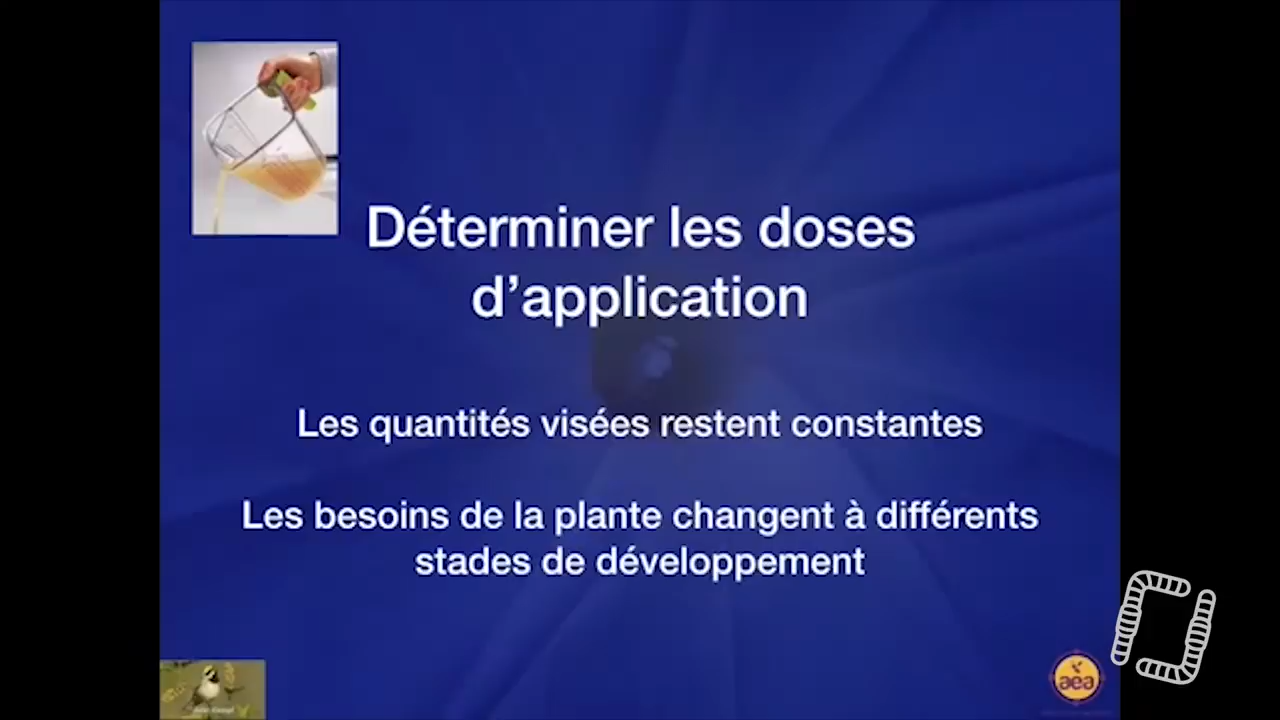 Déterminer les doses
d’application
Les quantités visées restent constantes
Les besoins de la plante changent à différents
stades de développement
aea